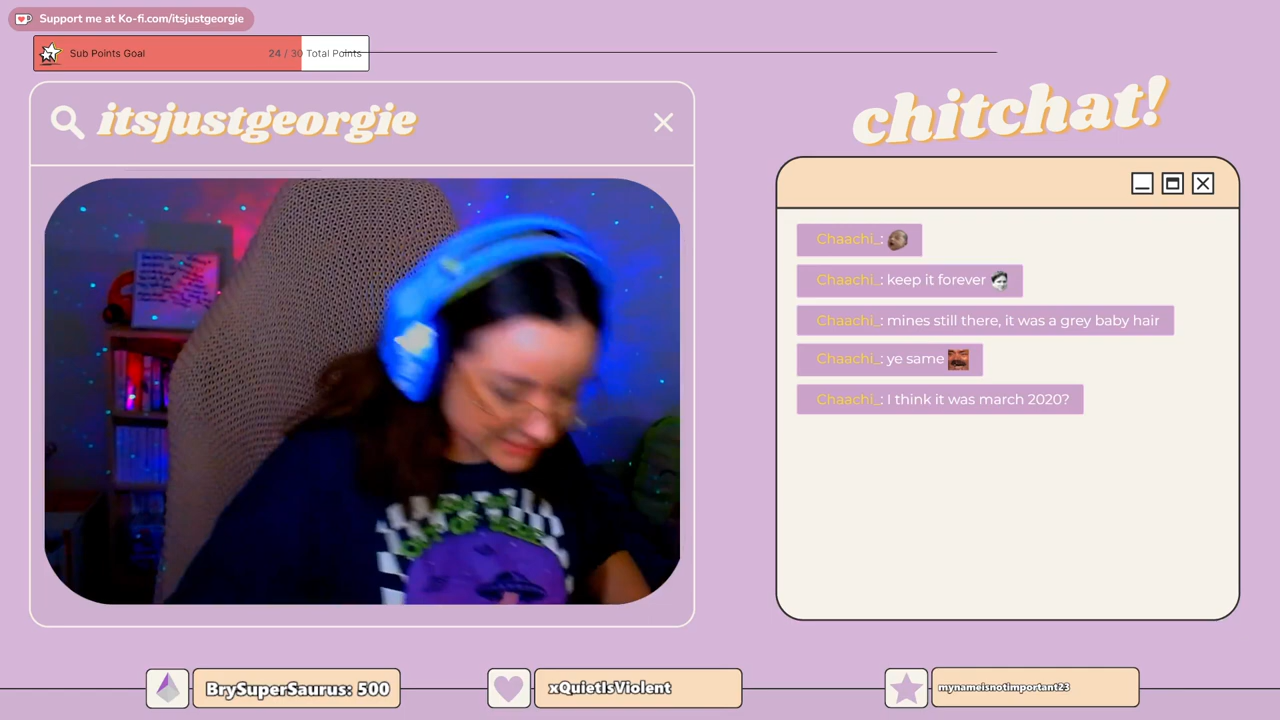 Support me at Ko-fi.com/itsjustgeorgie
Sub Points Goal 24 / 30 Total Points
itsjustgeorgie
chitchat!
Chaachi_:
Chaachi_: keep it forever
Chaachi_: mines still there, it was a grey baby hair
Chaachi_: ye same
Chaachi_: I think it was march 2020?
BrySuperSaurus: 500
xQuietIsViolent
mynameisnotimportant23